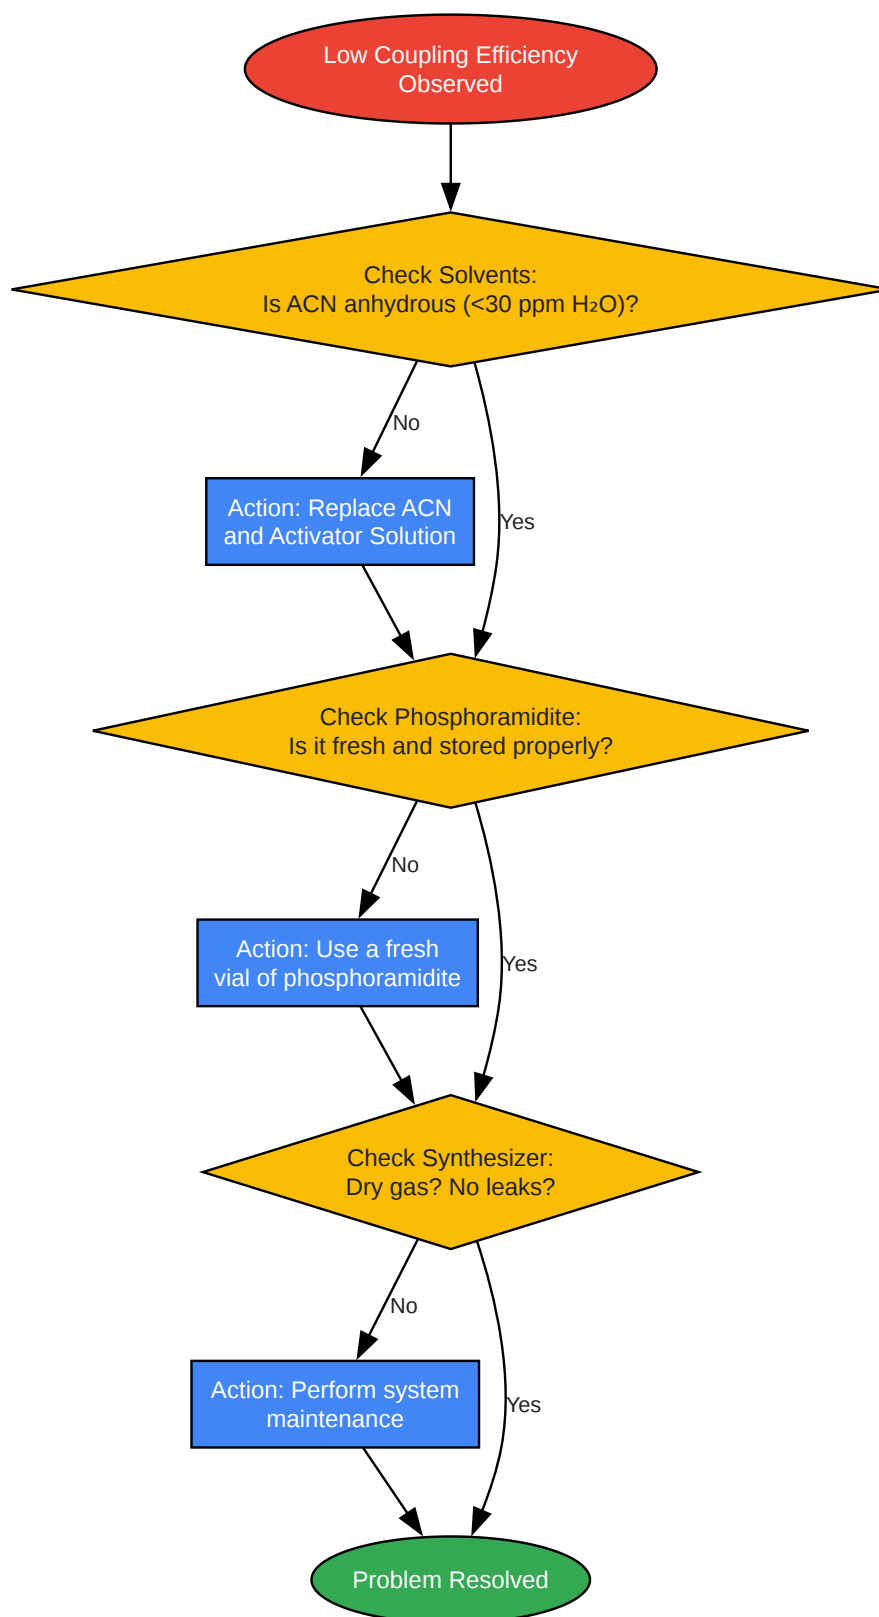 Low Coupling Efficiency
Observed
Check Solvents:
Is ACN anhydrous (<30 ppm H₂O)?
No
Action: Replace ACN
and Activator Solution
Yes
Check Phosphoramidite:
Is it fresh and stored properly?
No
Action: Use a fresh
vial of phosphoramidite
Yes
Check Synthesizer:
Dry gas? No leaks?
No
Action: Perform system
maintenance
Yes
Problem Resolved